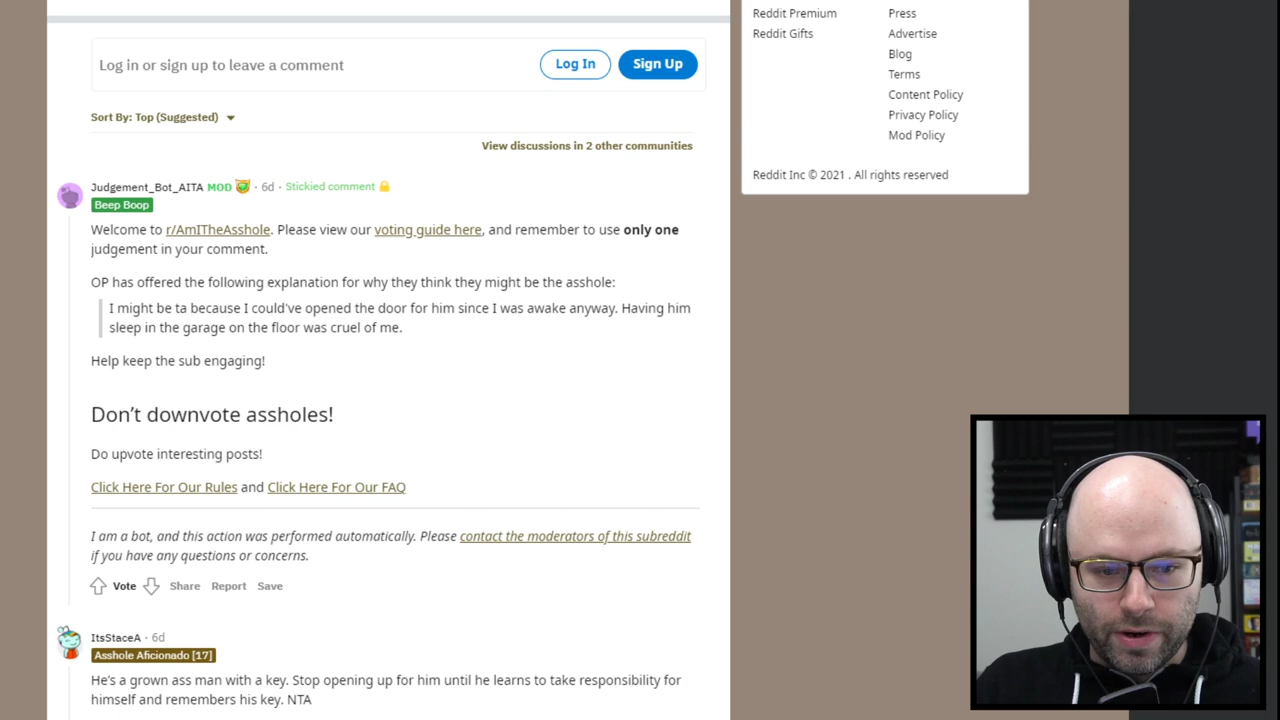 Reddit Premium
Press
Reddit Gifts
Advertise
Blog
Terms
Content Policy
Privacy Policy
Mod Policy
Reddit Inc © 2021 . All rights reserved
Log in or sign up to leave a comment
Log In
Sign Up
Sort By: Top (Suggested)
View discussions in 2 other communities
Judgement_Bot_AITA MOD · 6d · Stickied comment
Beep Boop
Welcome to r/AmITheAsshole. Please view our voting guide here, and remember to use only one
judgement in your comment.
OP has offered the following explanation for why they think they might be the asshole:
I might be ta because I could've opened the door for him since I was awake anyway. Having him
sleep in the garage on the floor was cruel of me.
Help keep the sub engaging!
Don’t downvote assholes!
Do upvote interesting posts!
Click Here For Our Rules and Click Here For Our FAQ
I am a bot, and this action was performed automatically. Please contact the moderators of this subreddit
if you have any questions or concerns.
Vote Share Report Save
ItsStaceA · 6d
Asshole Aficionado [17]
He’s a grown ass man with a key. Stop opening up for him until he learns to take responsibility for
himself and remembers his key. NTA